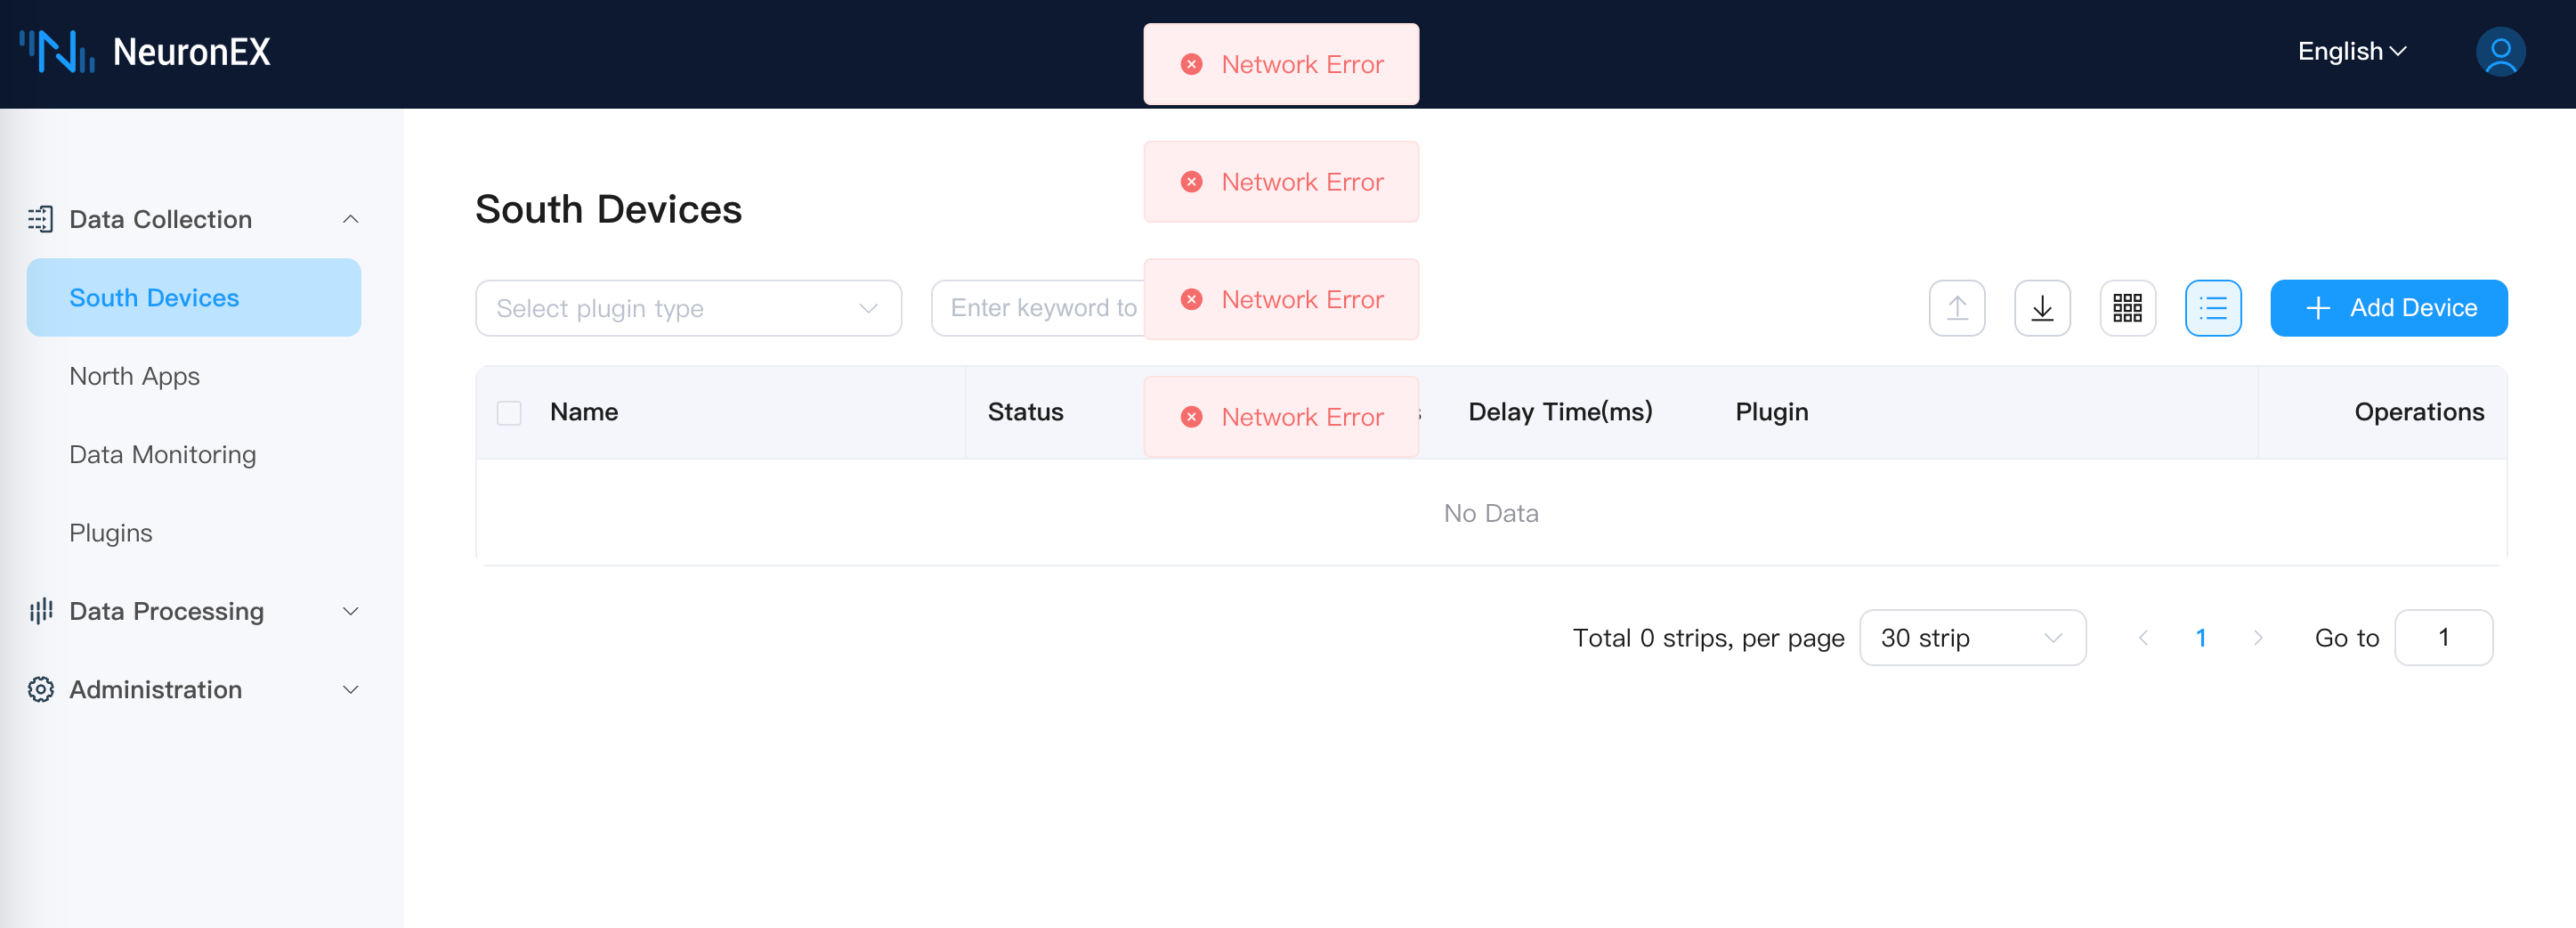 NeuronEX
English
Network Error
Network Error
Network Error
Network Error
Data Collection
South Devices
North Apps
Data Monitoring
Plugins
Data Processing
Administration
South Devices
Select plugin type
Enter keyword to
Add Device
Name Status Delay Time(ms) Plugin Operations
No Data
Total 0 strips, per page 30 strip 1 Go to 1